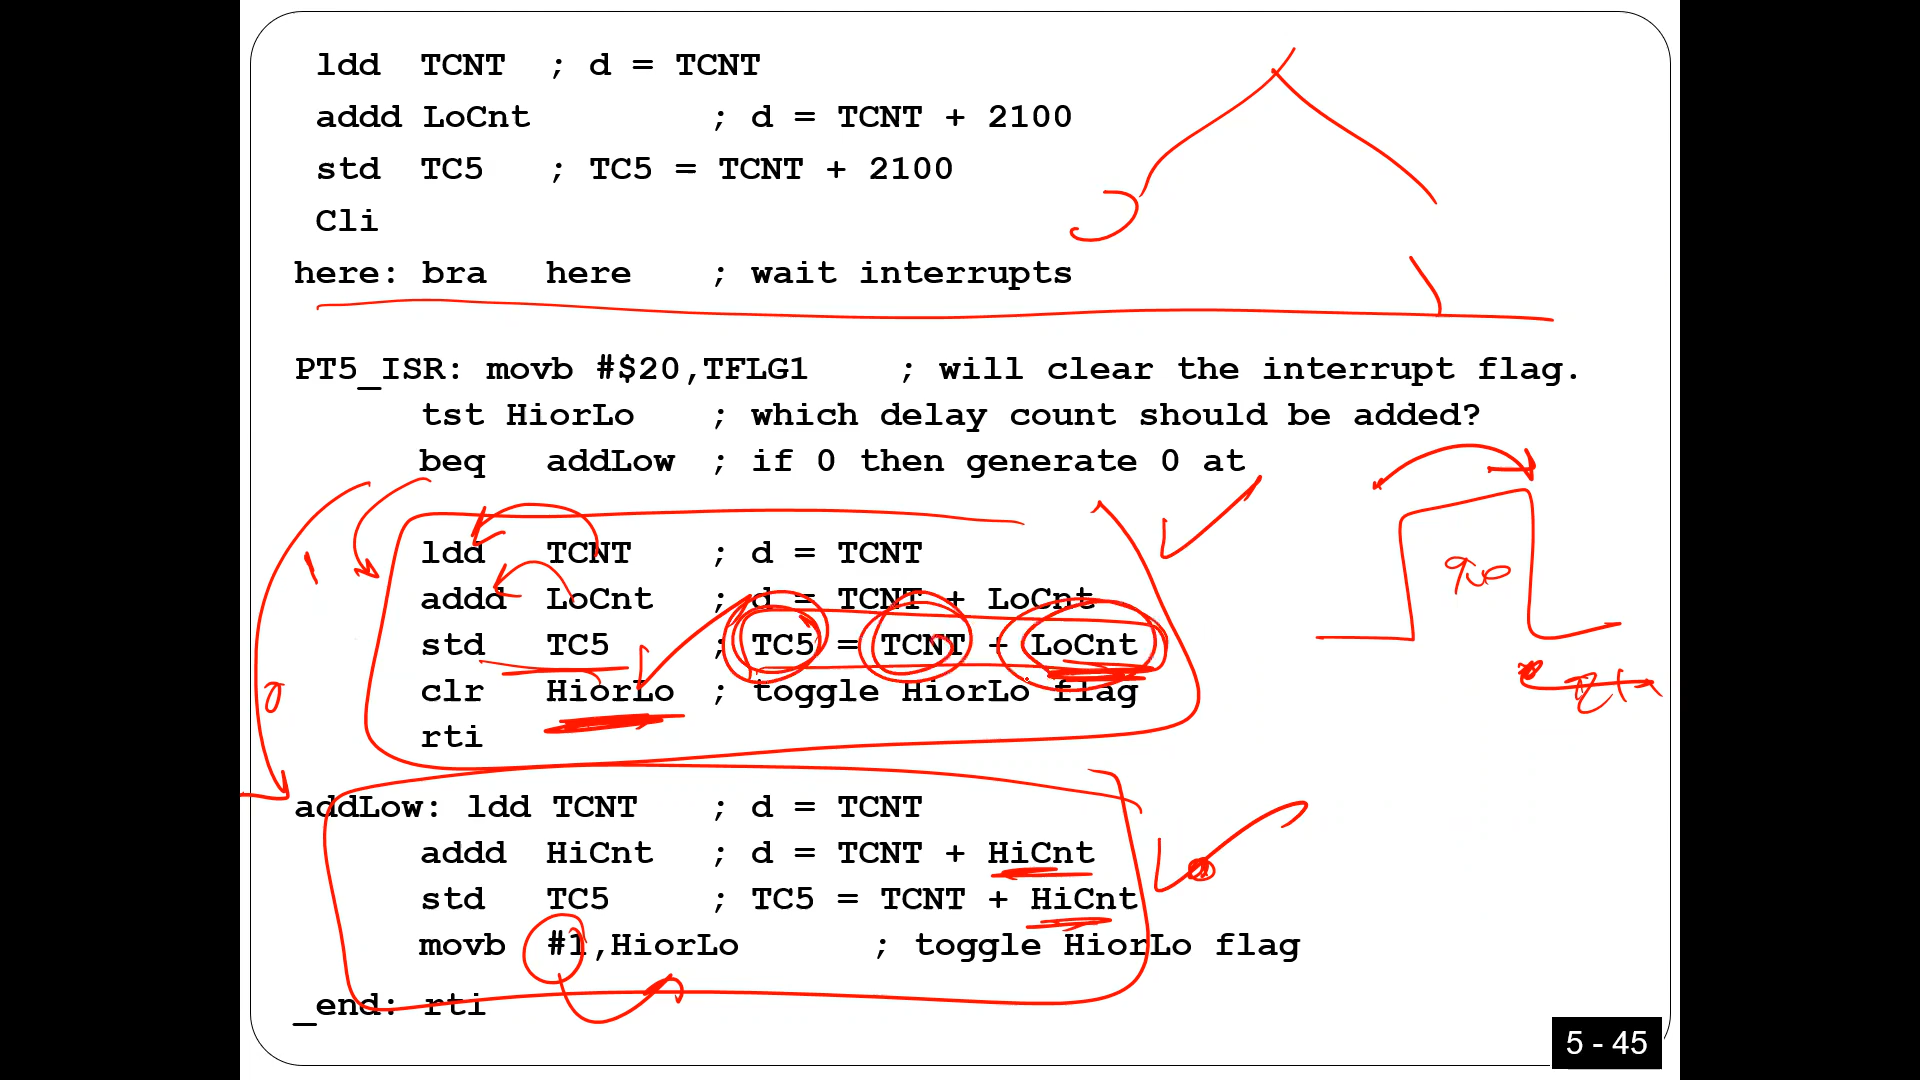 ldd TCNT ; d = TCNT
addd LoCnt ; d = TCNT + 2100
std TC5 ; TC5 = TCNT + 2100
Cli
here: bra here ; wait interrupts
PT5_ISR: movb #$20,TFLG1 ; will clear the interrupt flag.
tst HiorLo ; which delay count should be added?
beq addLow ; if 0 then generate 0 at
ldd TCNT ; d = TCNT
addd LoCnt ; d = TCNT + LoCnt
std TC5 ; TC5 = TCNT + LoCnt
clr HiorLo ; toggle HiorLo flag
rti
addLow: ldd TCNT ; d = TCNT
addd HiCnt ; d = TCNT + HiCnt
std TC5 ; TC5 = TCNT + HiCnt
movb #1,HiorLo ; toggle HiorLo flag
_end: rti
1
0
900
5 - 45